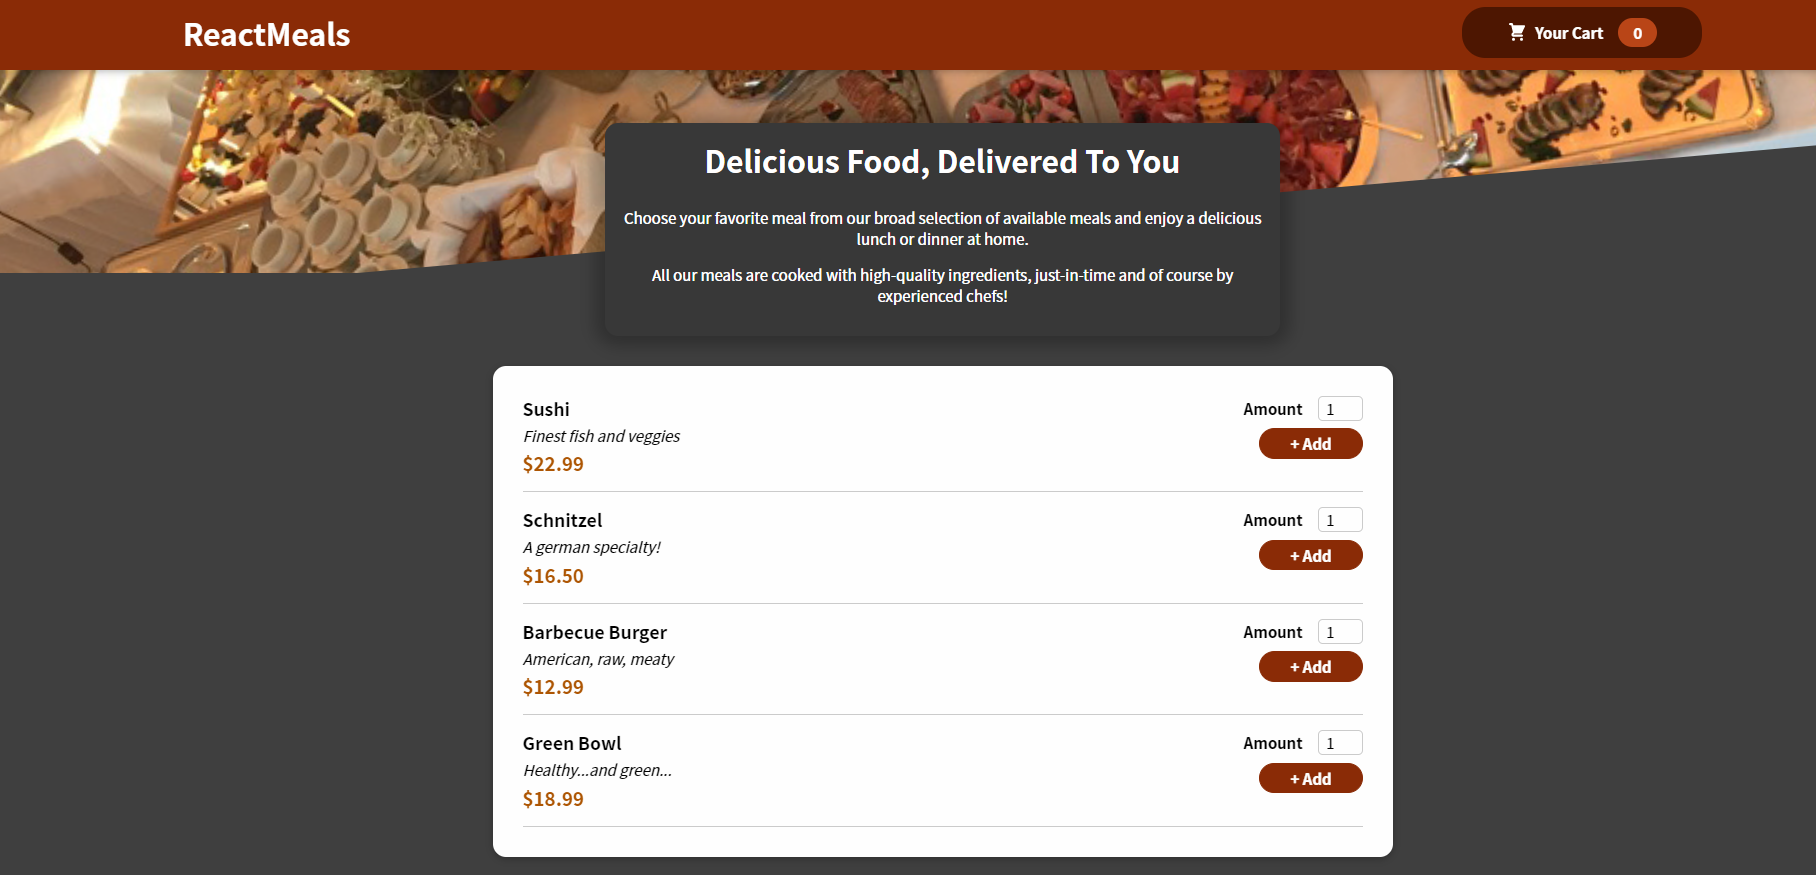 ReactMeals
Your Cart 0
Delicious Food, Delivered To You
Choose your favorite meal from our broad selection of available meals and enjoy a delicious
lunch or dinner at home.
All our meals are cooked with high-quality ingredients, just-in-time and of course by
experienced chefs!
Sushi
Finest fish and veggies
$22.99
Amount 1
+ Add
Schnitzel
A german specialty!
$16.50
Amount 1
+ Add
Barbecue Burger
American, raw, meaty
$12.99
Amount 1
+ Add
Green Bowl
Healthy...and green...
$18.99
Amount 1
+ Add